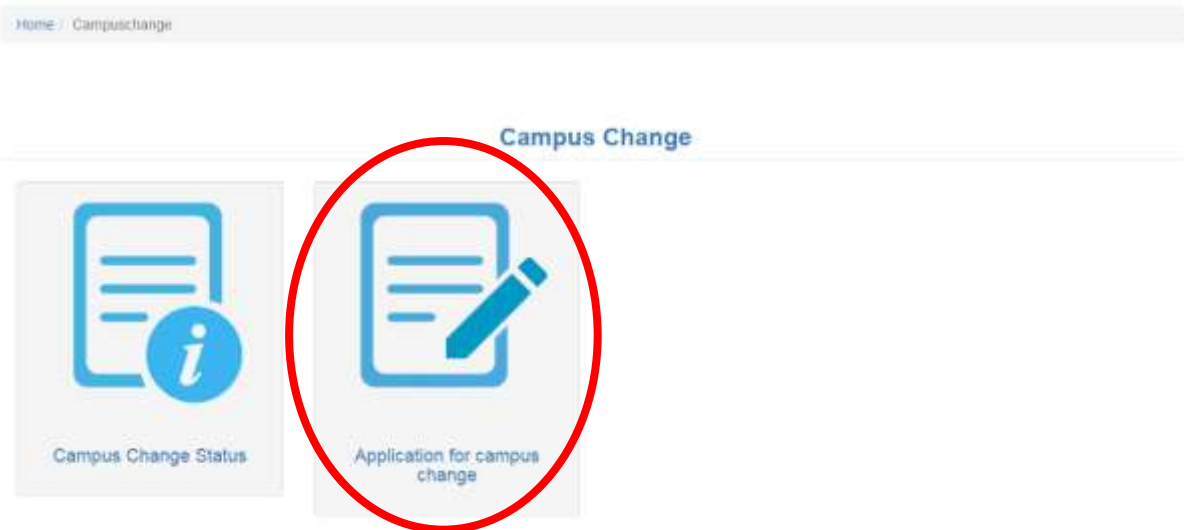 Home / Campuschange
Campus Change
i
Campus Change Status
Application for campus
change